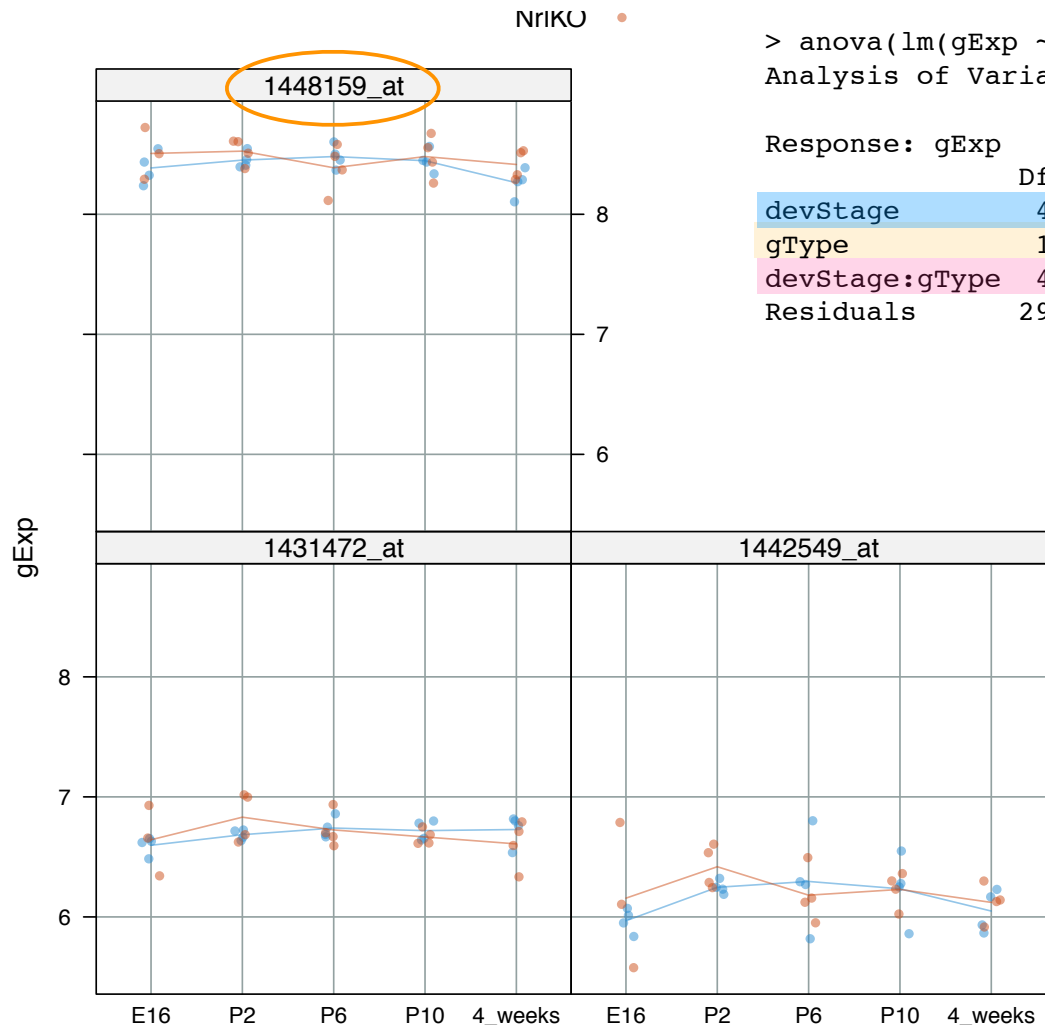 NrlKO
> anova(lm(gExp ~
Analysis of Varia
Response: gExp
Df
devStage 4
gType 1
devStage:gType 4
Residuals 29
1448159_at
8
7
6
gExp
1431472_at
1442549_at
8
7
6
E16 P2 P6 P10 4_weeks
E16 P2 P6 P10 4_weeks